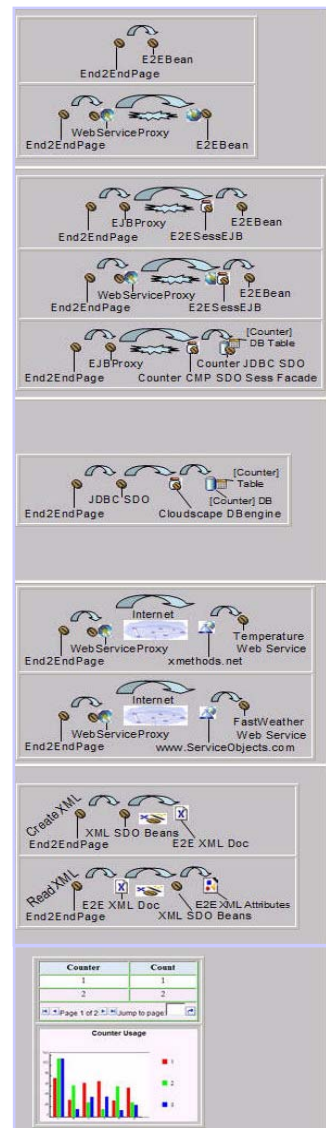 E2EBean
End2EndPage
WebServiceProxy
End2EndPage E2EBean
EJBProxy E2EBean
End2EndPage E2ESessEJB
WebServiceProxy E2EBean
End2EndPage E2ESessEJB
[Counter]
DB Table
EJBProxy Counter JDBC SDO
End2EndPage Counter CMP SDO Sess Facade
[Counter]
Table
JDBC SDO [Counter] DB
End2EndPage Cloudscape DBengine
Internet
Temperature
WebServiceProxy Web Service
End2EndPage xmethods.net
Internet
FastWeather
WebServiceProxy Web Service
End2EndPage www.ServiceObjects.com
Create XML
XML SDO Beans
End2EndPage E2E XML Doc
Read XML
E2E XML Doc E2E XML Attributes
End2EndPage XML SDO Beans
Counter Count
1 1
2 2
Page 1 of 2 Jump to page:
Counter Usage
1
2
3